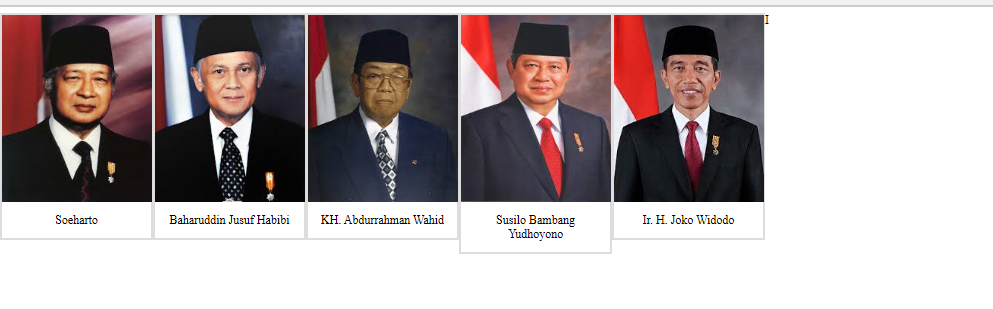 I
Soeharto
Baharuddin Jusuf Habibi
KH. Abdurrahman Wahid
Susilo Bambang
Yudhoyono
Ir. H. Joko Widodo